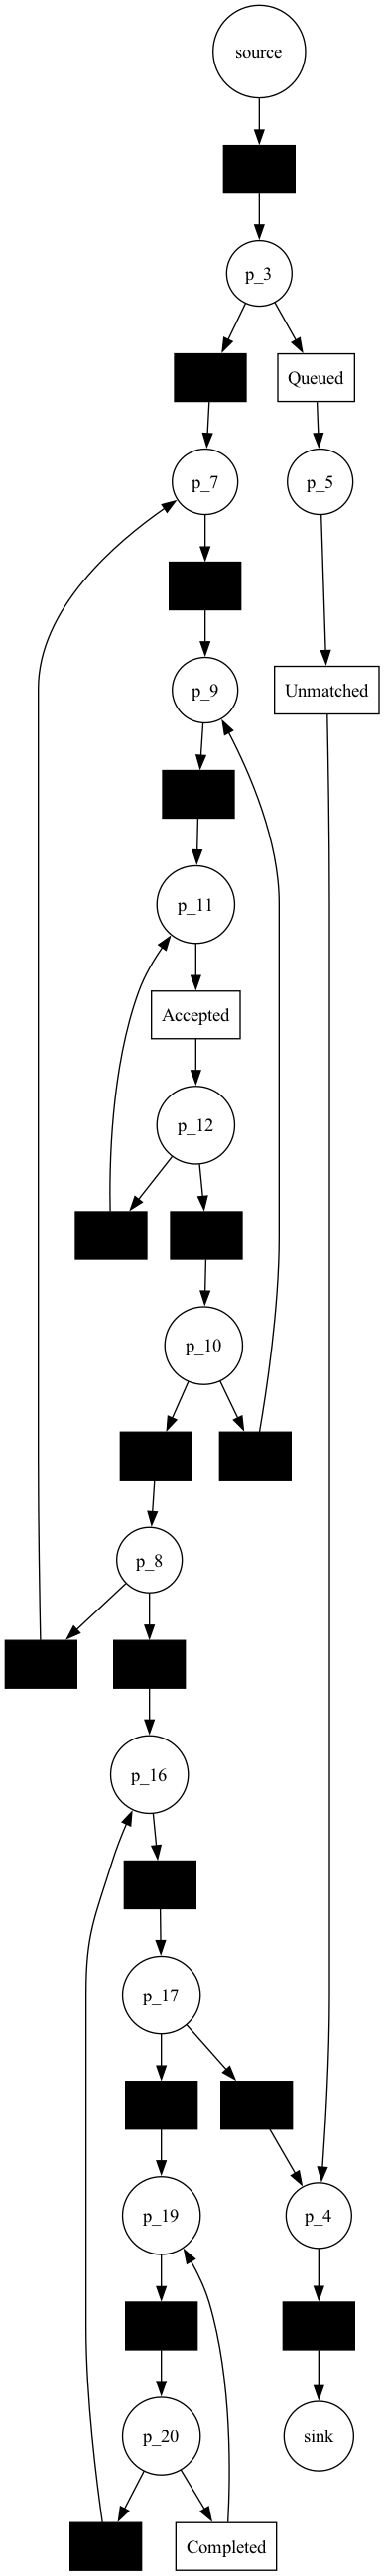 source
p_3
Queued
p_7
p_5
Unmatched
p_9
p_11
Accepted
p_12
p_10
p_8
p_16
p_17
p_19
p_4
p_20
sink
Completed